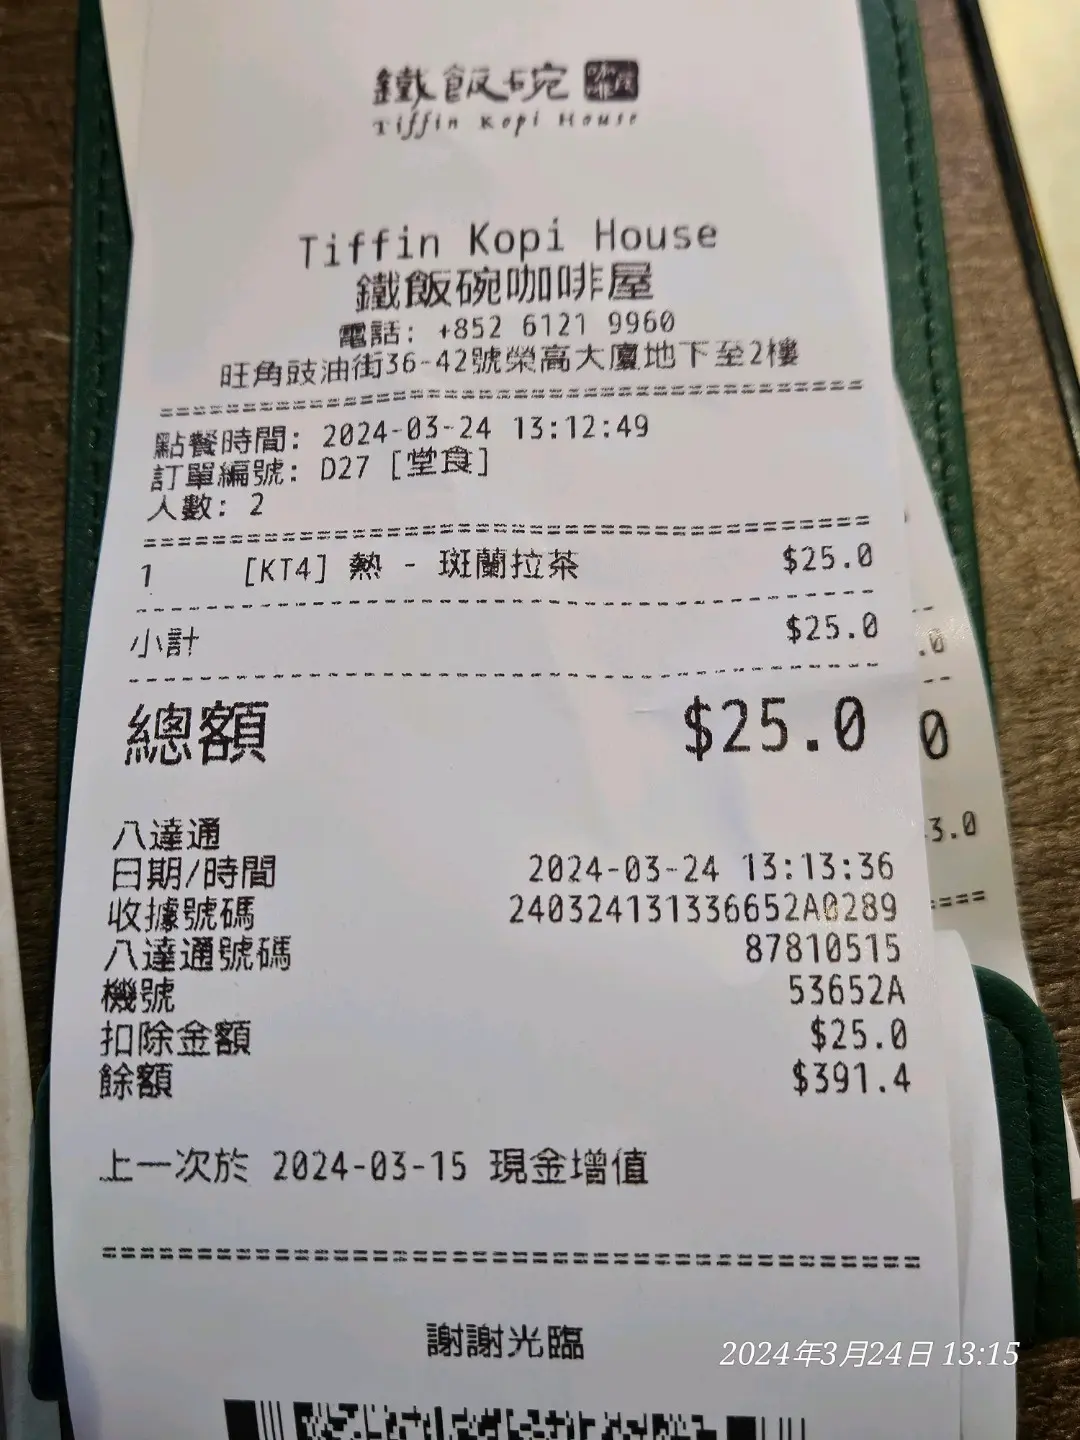 鐵飯碗 咖啡屋
Tiffin Kopi House
Tiffin Kopi House
鐵飯碗咖啡屋
電話: +852 6121 9960
旺角豉油街36-42號榮高大廈地下至2樓
點餐時間: 2024-03-24 13:12:49
訂單編號: D27 [堂食]
人數: 2
1 [KT4] 熱 - 斑蘭拉茶 $25.0
小計 $25.0
.0
總額 $25.0
0
八達通
3.0
日期/時間 2024-03-24 13:13:36
收據號碼 240324131336652A0289
八達通號碼 87810515
機號 53652A
扣除金額 $25.0
餘額 $391.4
上一次於 2024-03-15 現金增值
謝謝光臨
2024年3月24日 13:15